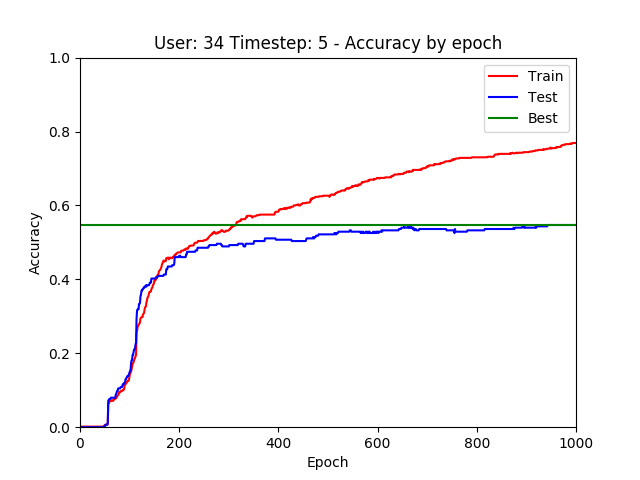 User: 34 Timestep: 5 - Accuracy by epoch
1.0
0.8
0.6
0.4
0.2
0.0
Accuracy
Train
Test
Best
0 200 400 600 800 1000
Epoch